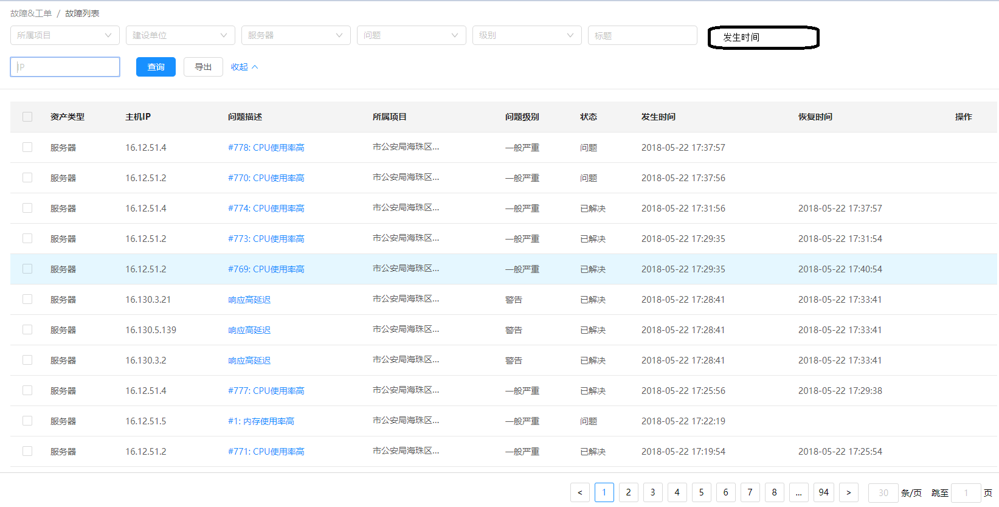 故障&工单 / 故障列表
所属项目 建设单位 服务器 问题 级别 标题 发生时间
IP 查询 导出 收起
资产类型 主机IP 问题描述 所属项目 问题级别 状态 发生时间 恢复时间 操作
服务器 16.12.51.4 #778: CPU使用率高 市公安局海珠区... 一般严重 问题 2018-05-22 17:37:57
服务器 16.12.51.2 #770: CPU使用率高 市公安局海珠区... 一般严重 问题 2018-05-22 17:37:56
服务器 16.12.51.4 #774: CPU使用率高 市公安局海珠区... 一般严重 已解决 2018-05-22 17:31:56 2018-05-22 17:37:57
服务器 16.12.51.2 #773: CPU使用率高 市公安局海珠区... 一般严重 已解决 2018-05-22 17:29:35 2018-05-22 17:31:54
服务器 16.12.51.2 #769: CPU使用率高 市公安局海珠区... 一般严重 已解决 2018-05-22 17:29:35 2018-05-22 17:40:54
服务器 16.130.3.21 响应高延迟 市公安局海珠区... 警告 已解决 2018-05-22 17:28:41 2018-05-22 17:33:41
服务器 16.130.5.139 响应高延迟 市公安局海珠区... 警告 已解决 2018-05-22 17:28:41 2018-05-22 17:33:41
服务器 16.130.3.2 响应高延迟 市公安局海珠区... 警告 已解决 2018-05-22 17:28:41 2018-05-22 17:33:41
服务器 16.12.51.4 #777: CPU使用率高 市公安局海珠区... 一般严重 已解决 2018-05-22 17:25:56 2018-05-22 17:29:38
服务器 16.12.51.5 #1: 内存使用率高 市公安局海珠区... 一般严重 问题 2018-05-22 17:22:19
服务器 16.12.51.2 #771: CPU使用率高 市公安局海珠区... 一般严重 已解决 2018-05-22 17:19:54 2018-05-22 17:25:54
< 1 2 3 4 5 6 7 8 ... 94 > 30 条/页 跳至 1 页